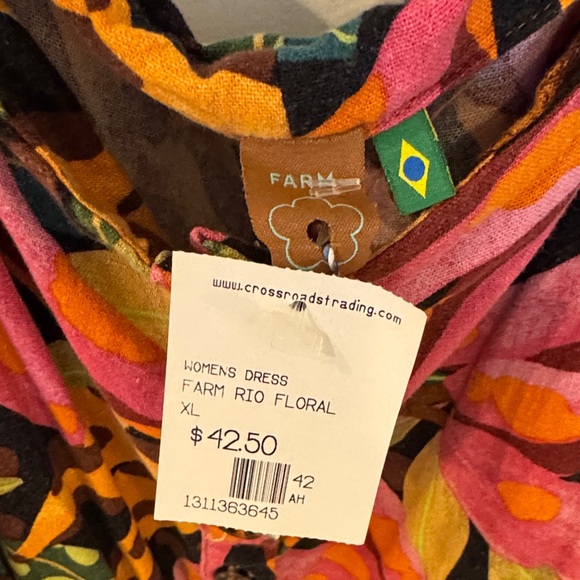 FARM
www.crossroadstrading.com
WOMENS DRESS
FARM RIO FLORAL
XL
$42.50
42
AH
1311363645